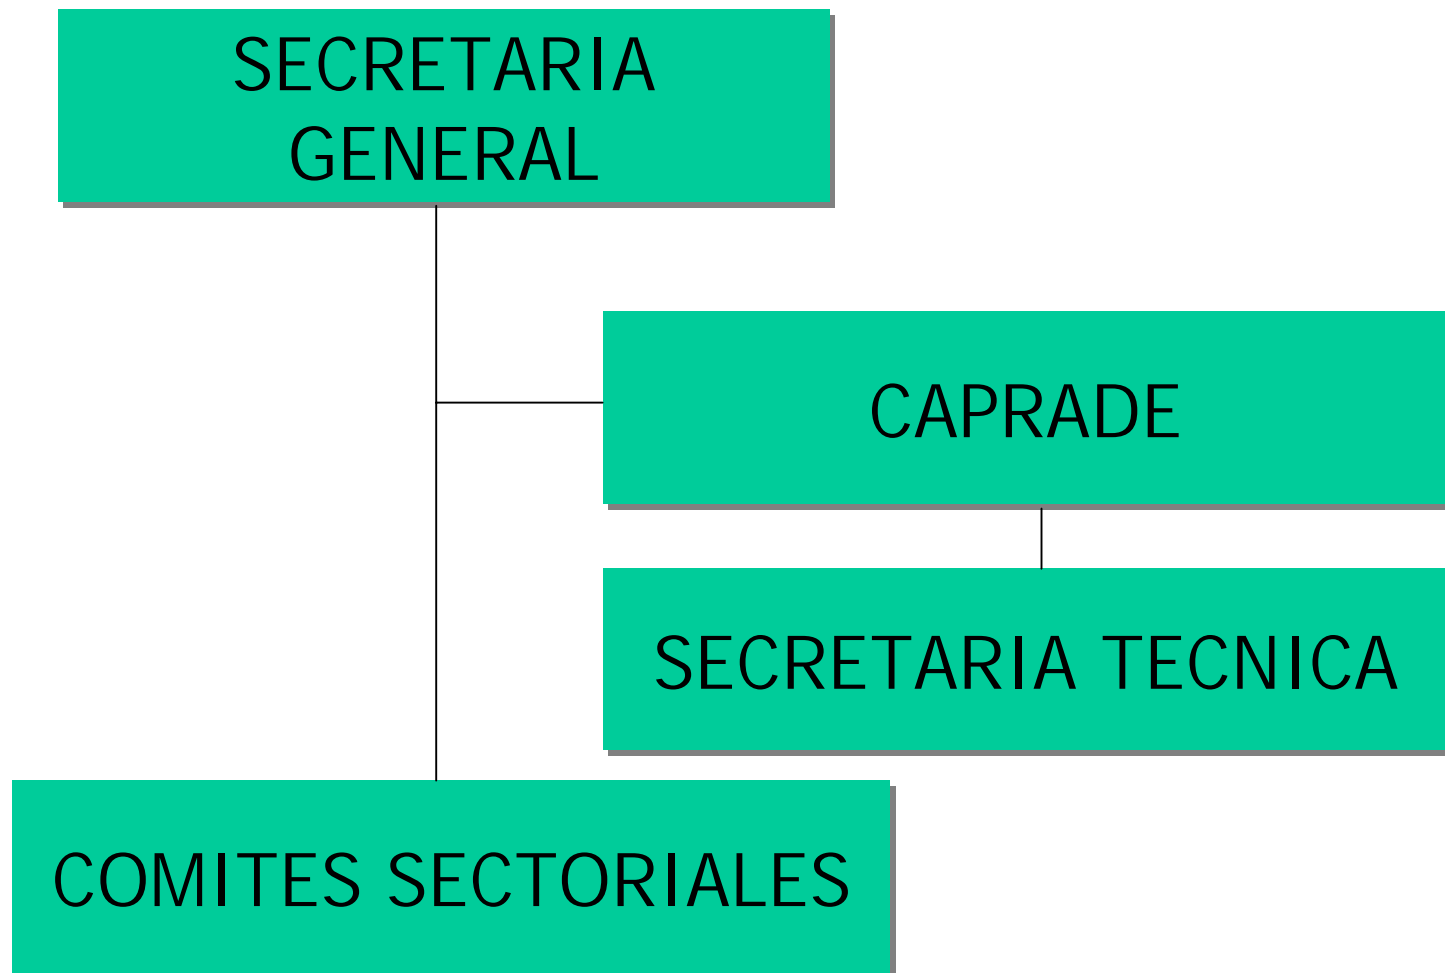 SECRETARIA
GENERAL
CAPRADE
SECRETARIA TECNICA
COMITES SECTORIALES